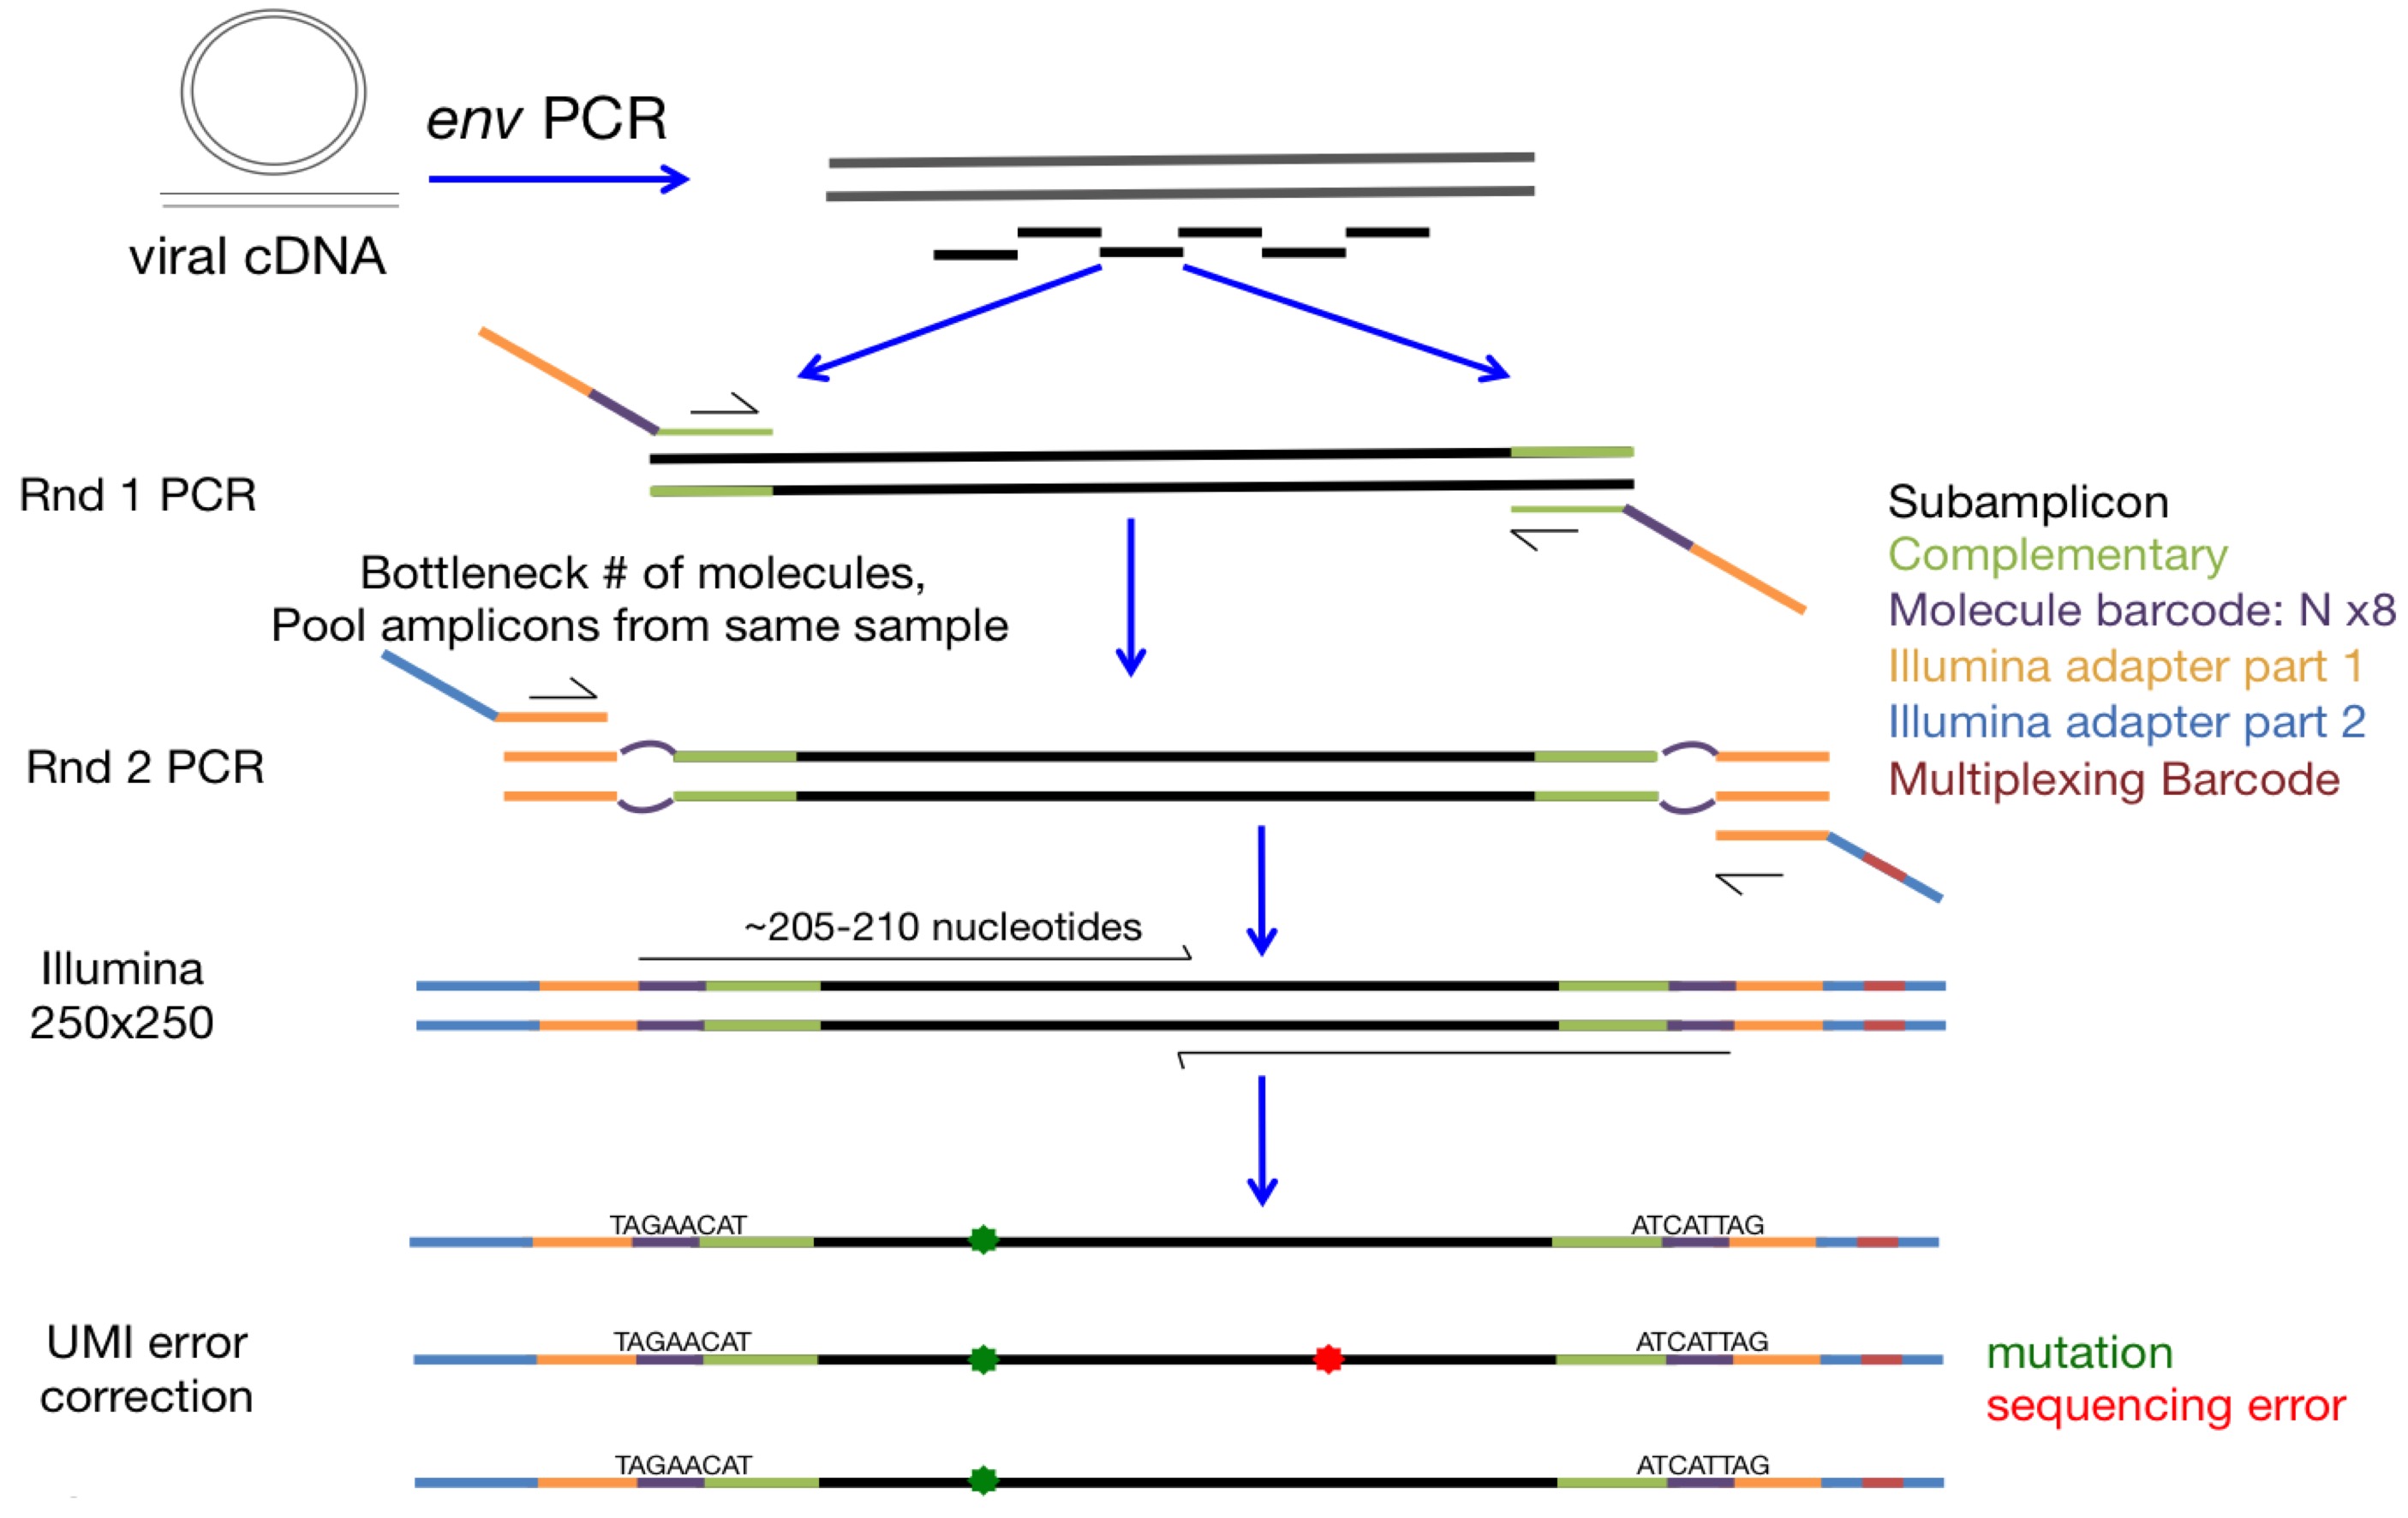 env PCR
viral cDNA
Rnd 1 PCR
Bottleneck # of molecules,
Pool amplicons from same sample
Subamplicon
Complementary
Molecule barcode: N x8
Illumina adapter part 1
Illumina adapter part 2
Multiplexing Barcode
Rnd 2 PCR
~205-210 nucleotides
Illumina
250x250
TAGAACAT
ATCATTAG
UMI error
correction
TAGAACAT
ATCATTAG
mutation
sequencing error
TAGAACAT
ATCATTAG